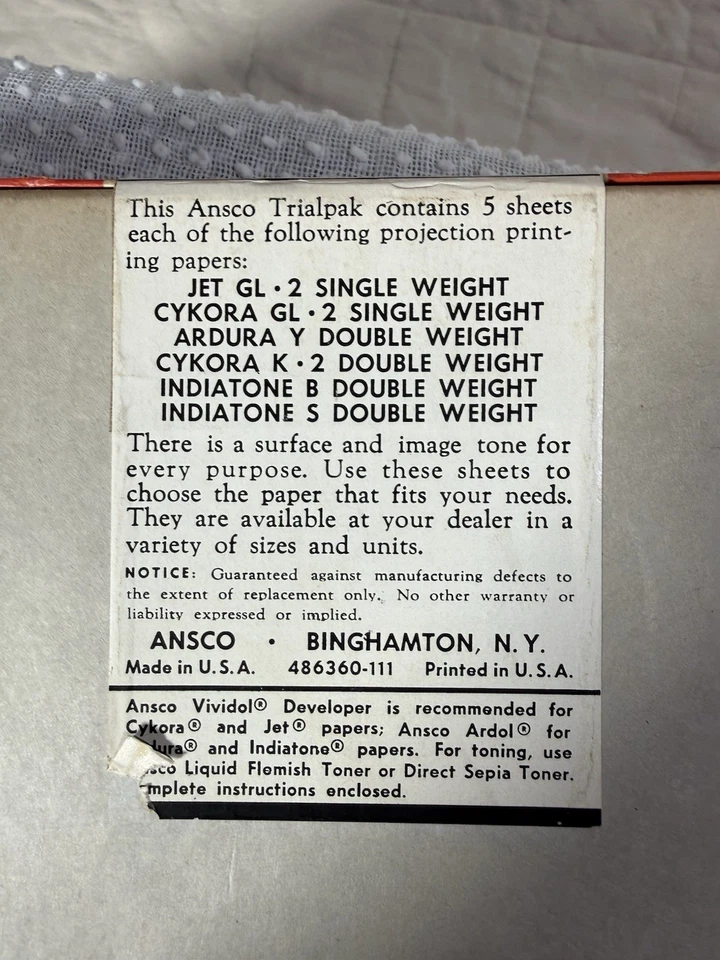 This Ansco Trialpak contains 5 sheets
each of the following projection print-
ing papers:
JET GL · 2 SINGLE WEIGHT
CYKORA GL · 2 SINGLE WEIGHT
ARDURA Y DOUBLE WEIGHT
CYKORA K · 2 DOUBLE WEIGHT
INDIATONE B DOUBLE WEIGHT
INDIATONE S DOUBLE WEIGHT
There is a surface and image tone for
every purpose. Use these sheets to
choose the paper that fits your needs.
They are available at your dealer in a
variety of sizes and units.
NOTICE: Guaranteed against manufacturing defects to
the extent of replacement only. No other warranty or
liability expressed or implied.
ANSCO · BINGHAMTON, N. Y.
Made in U. S. A. 486360-111 Printed in U. S. A.
Ansco Vividol® Developer is recommended for
Cykora® and Jet® papers; Ansco Ardol® for
dura® and Indiatone® papers. For toning, use
sco Liquid Flemish Toner or Direct Sepia Toner.
mplete instructions enclosed.